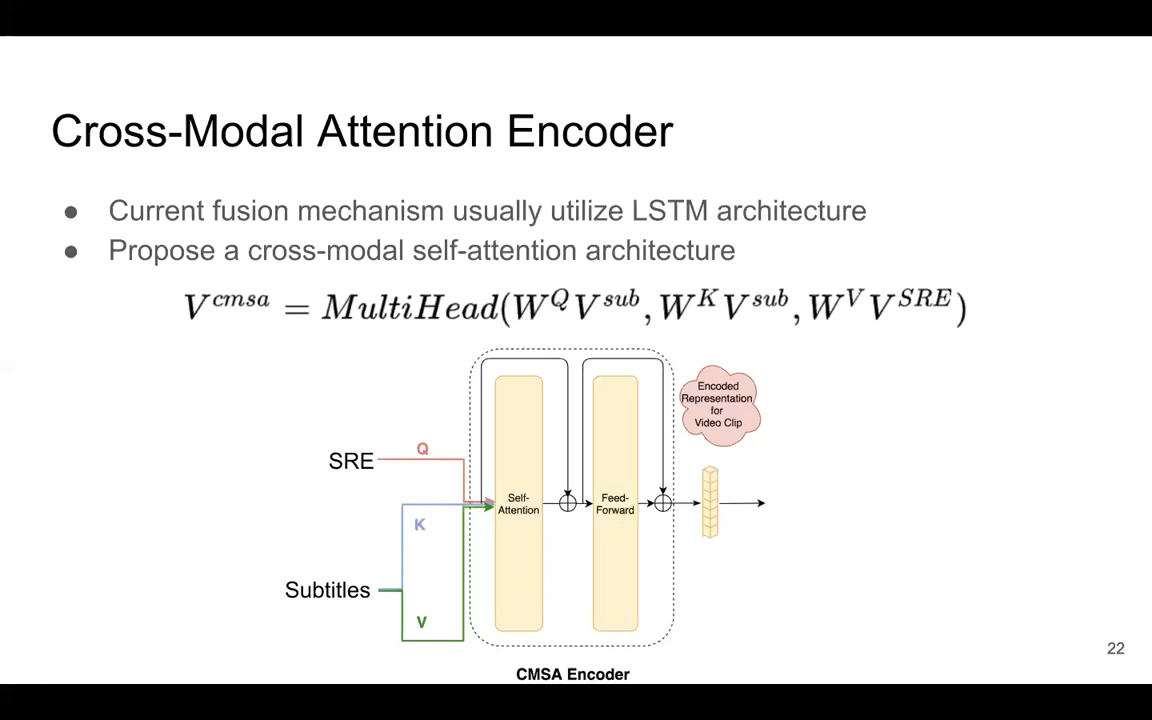 Cross-Modal Attention Encoder
● Current fusion mechanism usually utilize LSTM architecture
● Propose a cross-modal self-attention architecture
V^{cmsa} = MultiHead(W^Q V^{sub}, W^K V^{sub}, W^V V^{SRE})
Encoded
Representation
for
Video Clip
Q
SRE
Self-
Attention
Feed-
Forward
K
Subtitles
V
22
CMSA Encoder